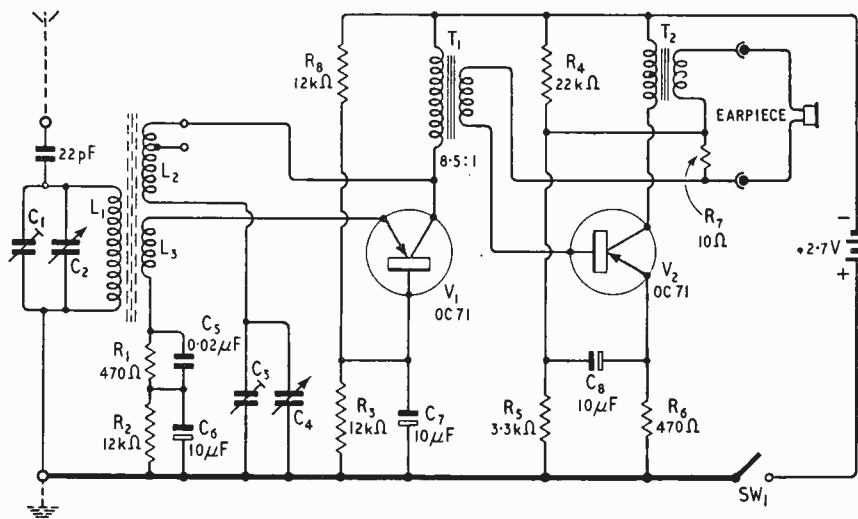 22pF
C1
C2
L1
L2
L3
R1
470Ω
C5
0·02μF
R2
12kΩ
C6
10μF
C3
C4
R8
12kΩ
R3
12kΩ
C7
10μF
T1
8·5:1
V1
OC71
R4
22kΩ
R5
3.3kΩ
C8
10μF
T2
V2
OC71
R6
470Ω
R7
10Ω
EARPIECE
-
2·7V
+
SW1